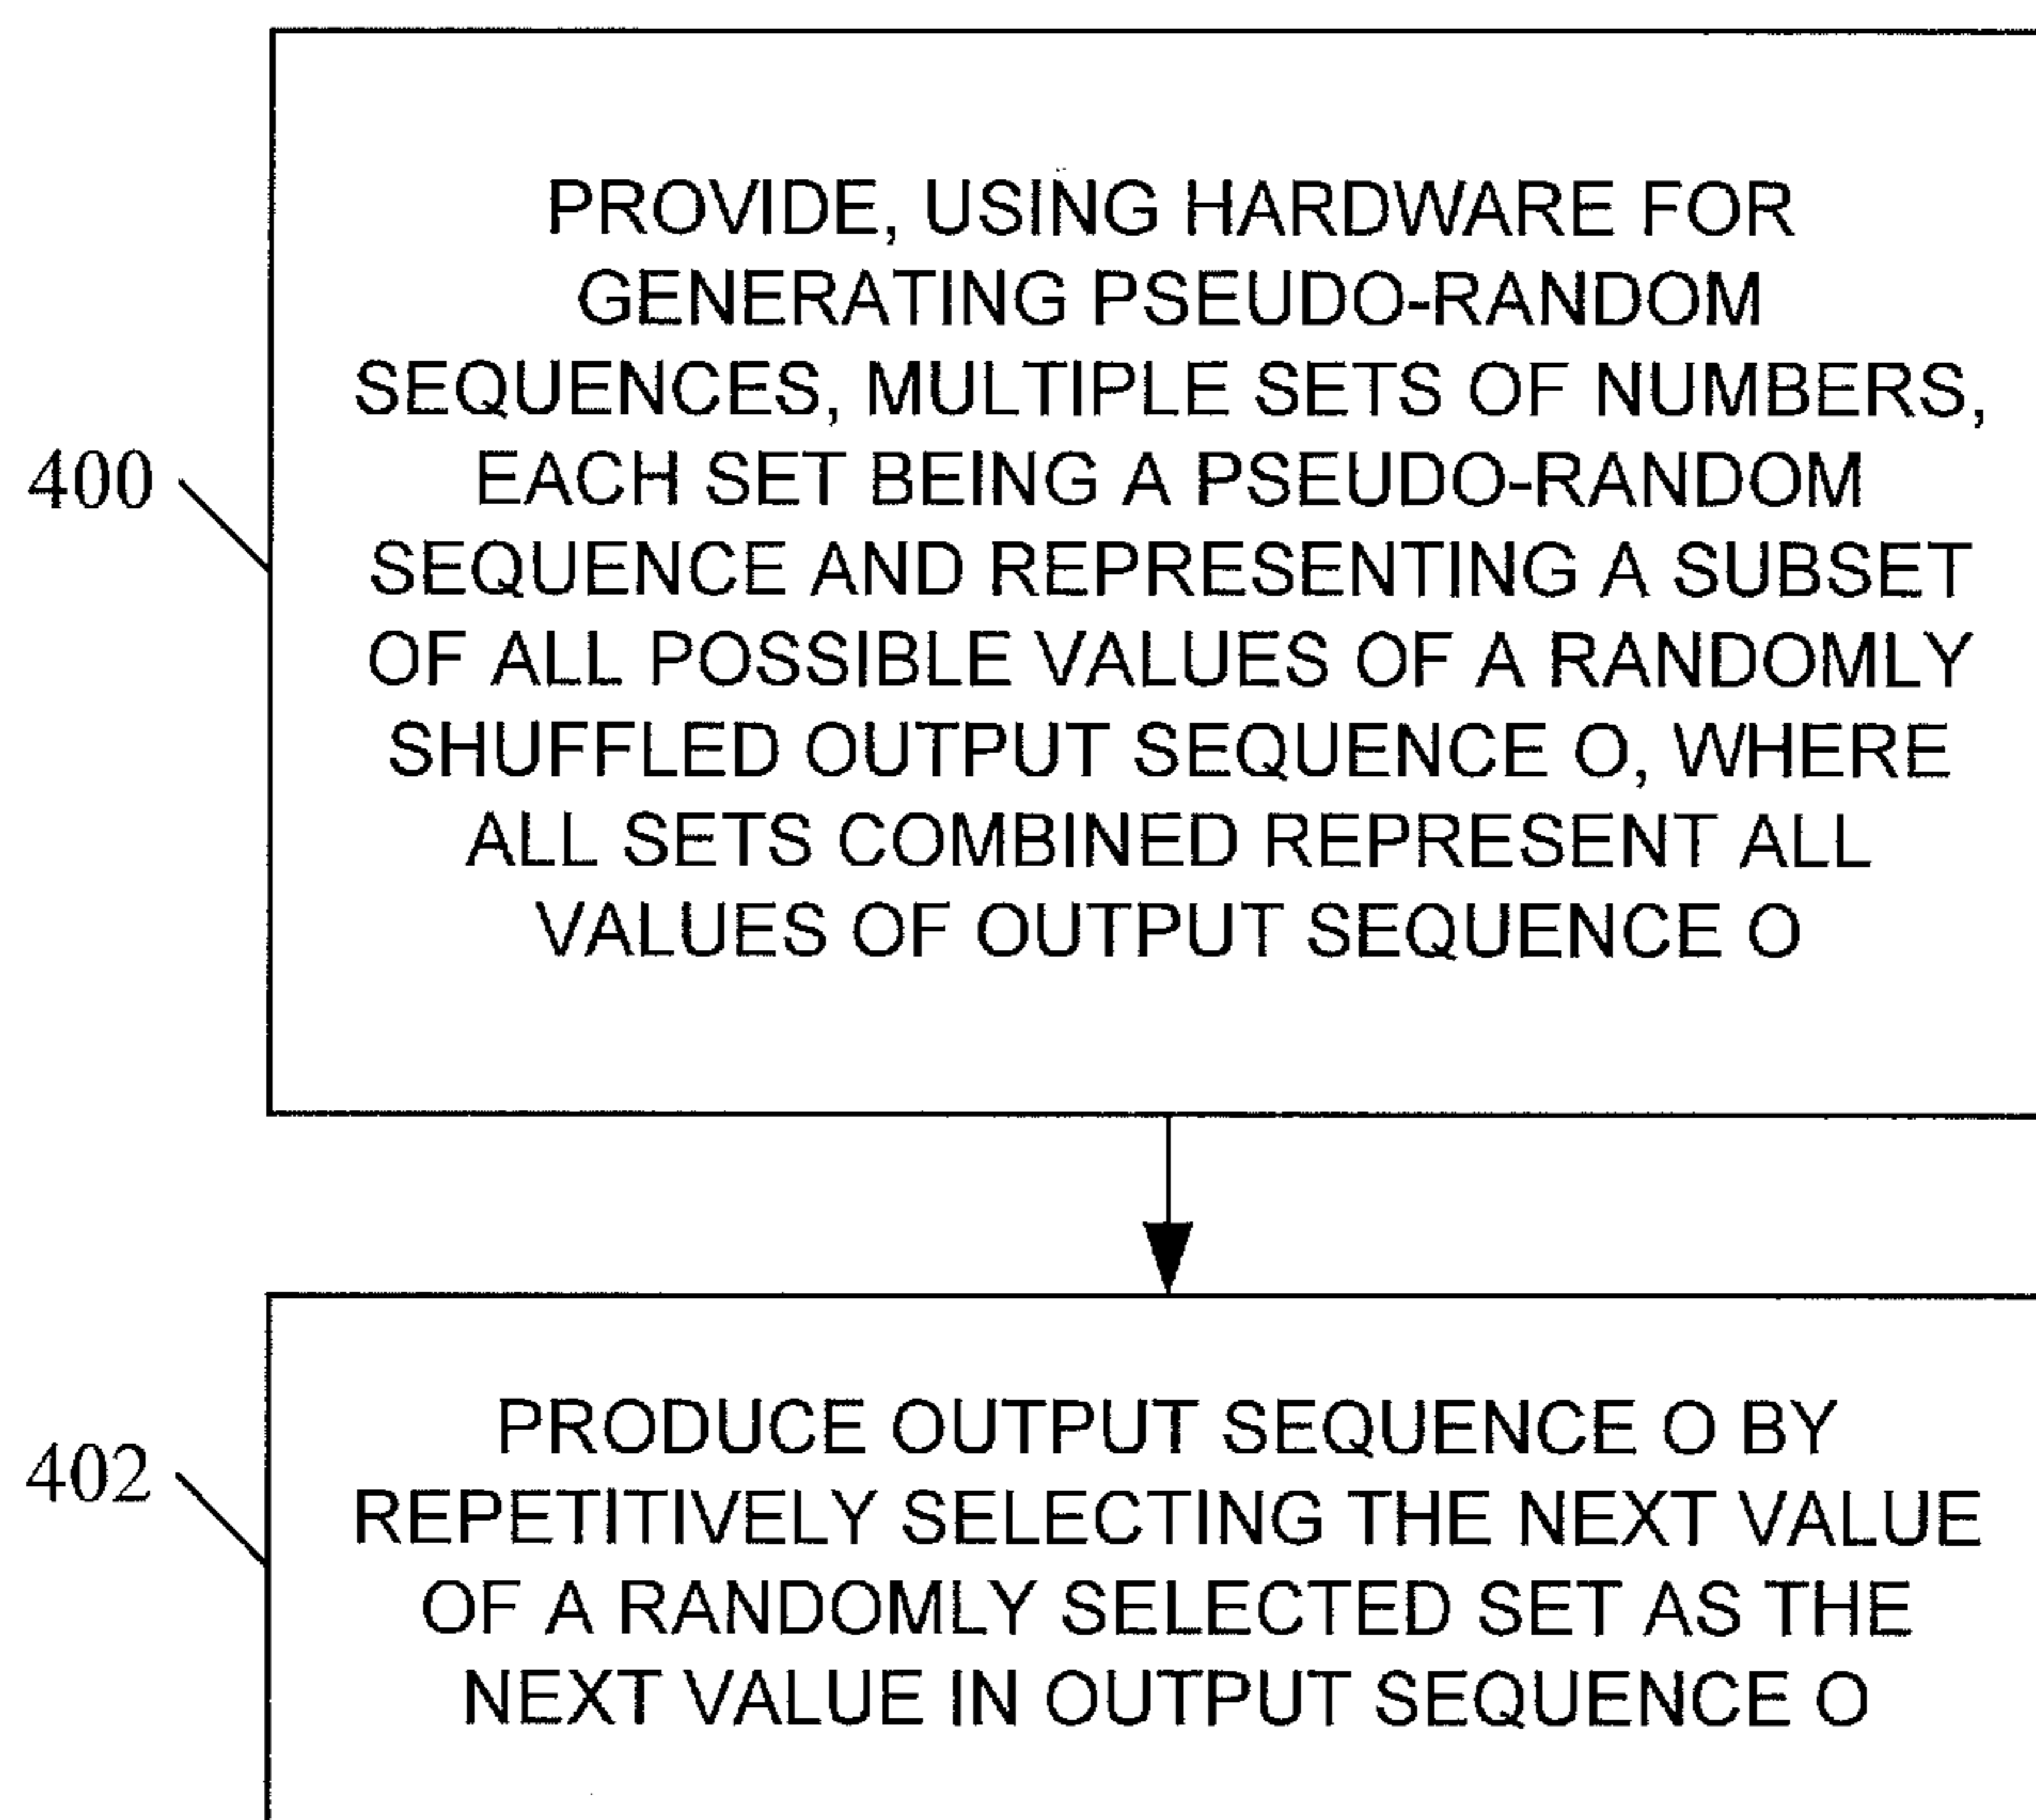 PROVIDE, USING HARDWARE FOR
GENERATING PSEUDO-RANDOM
SEQUENCES, MULTIPLE SETS OF NUMBERS,
EACH SET BEING A PSEUDO-RANDOM
SEQUENCE AND REPRESENTING A SUBSET
OF ALL POSSIBLE VALUES OF A RANDOMLY
SHUFFLED OUTPUT SEQUENCE O, WHERE
ALL SETS COMBINED REPRESENT ALL
VALUES OF OUTPUT SEQUENCE O
400
PRODUCE OUTPUT SEQUENCE O BY
REPETITIVELY SELECTING THE NEXT VALUE
OF A RANDOMLY SELECTED SET AS THE
NEXT VALUE IN OUTPUT SEQUENCE O
402